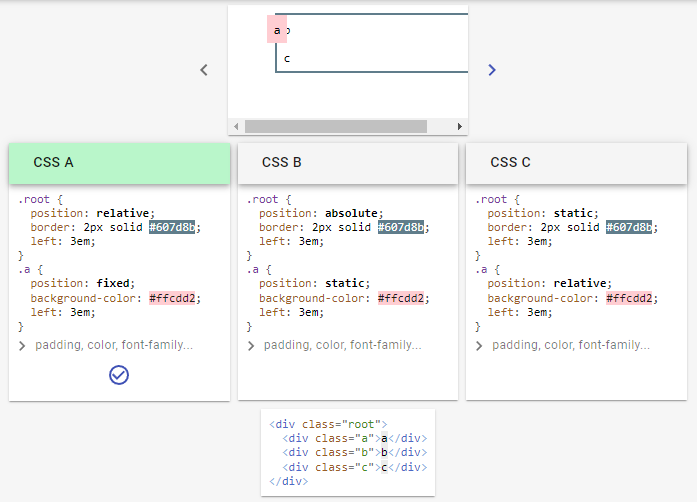 ab
c
CSS A
.root {
position: relative;
border: 2px solid #607d8b;
left: 3em;
}
.a {
position: fixed;
background-color: #ffcdd2;
left: 3em;
}
padding, color, font-family...
CSS B
.root {
position: absolute;
border: 2px solid #607d8b;
left: 3em;
}
.a {
position: static;
background-color: #ffcdd2;
left: 3em;
}
padding, color, font-family...
CSS C
.root {
position: static;
border: 2px solid #607d8b;
left: 3em;
}
.a {
position: relative;
background-color: #ffcdd2;
left: 3em;
}
padding, color, font-family...
<div class="root">
<div class="a">a</div>
<div class="b">b</div>
<div class="c">c</div>
</div>